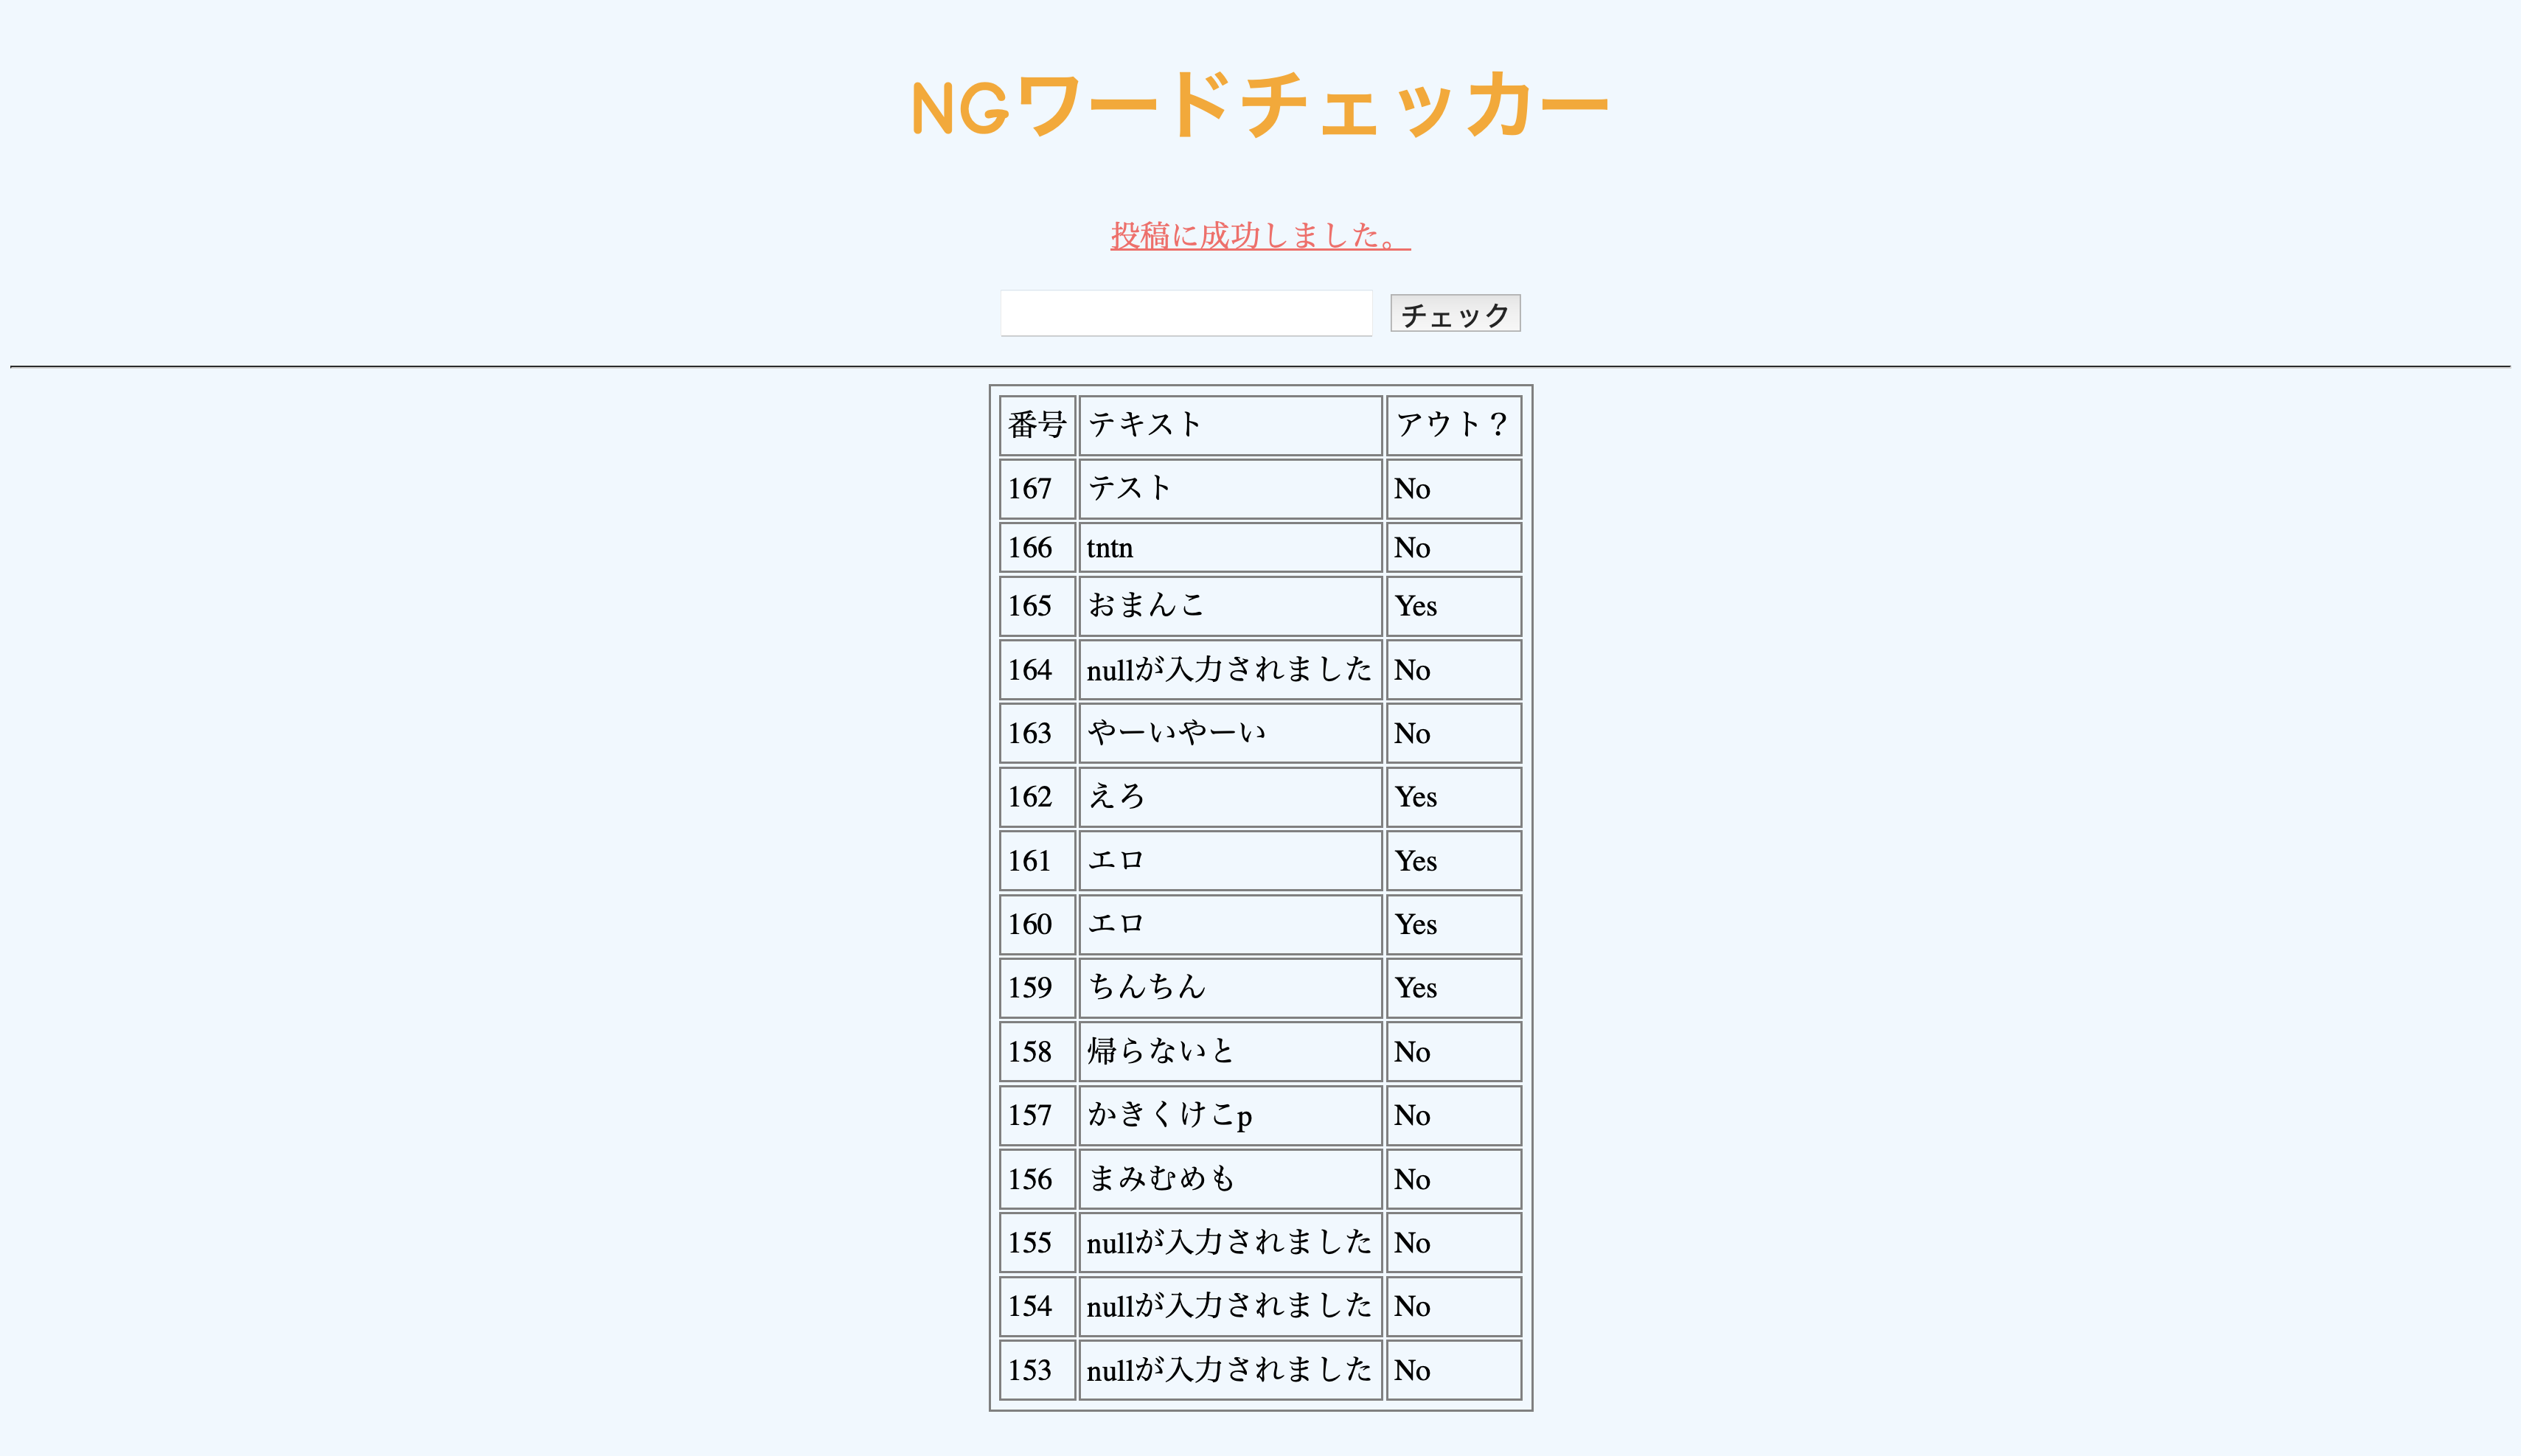 NGワードチェッカー
投稿に成功しました。
チェック
番号 テキスト アウト？
167 テスト No
166 tntn No
165 おまんこ Yes
164 nullが入力されました No
163 やーいやーい No
162 えろ Yes
161 エロ Yes
160 エロ Yes
159 ちんちん Yes
158 帰らないと No
157 かきくけこp No
156 まみむめも No
155 nullが入力されました No
154 nullが入力されました No
153 nullが入力されました No